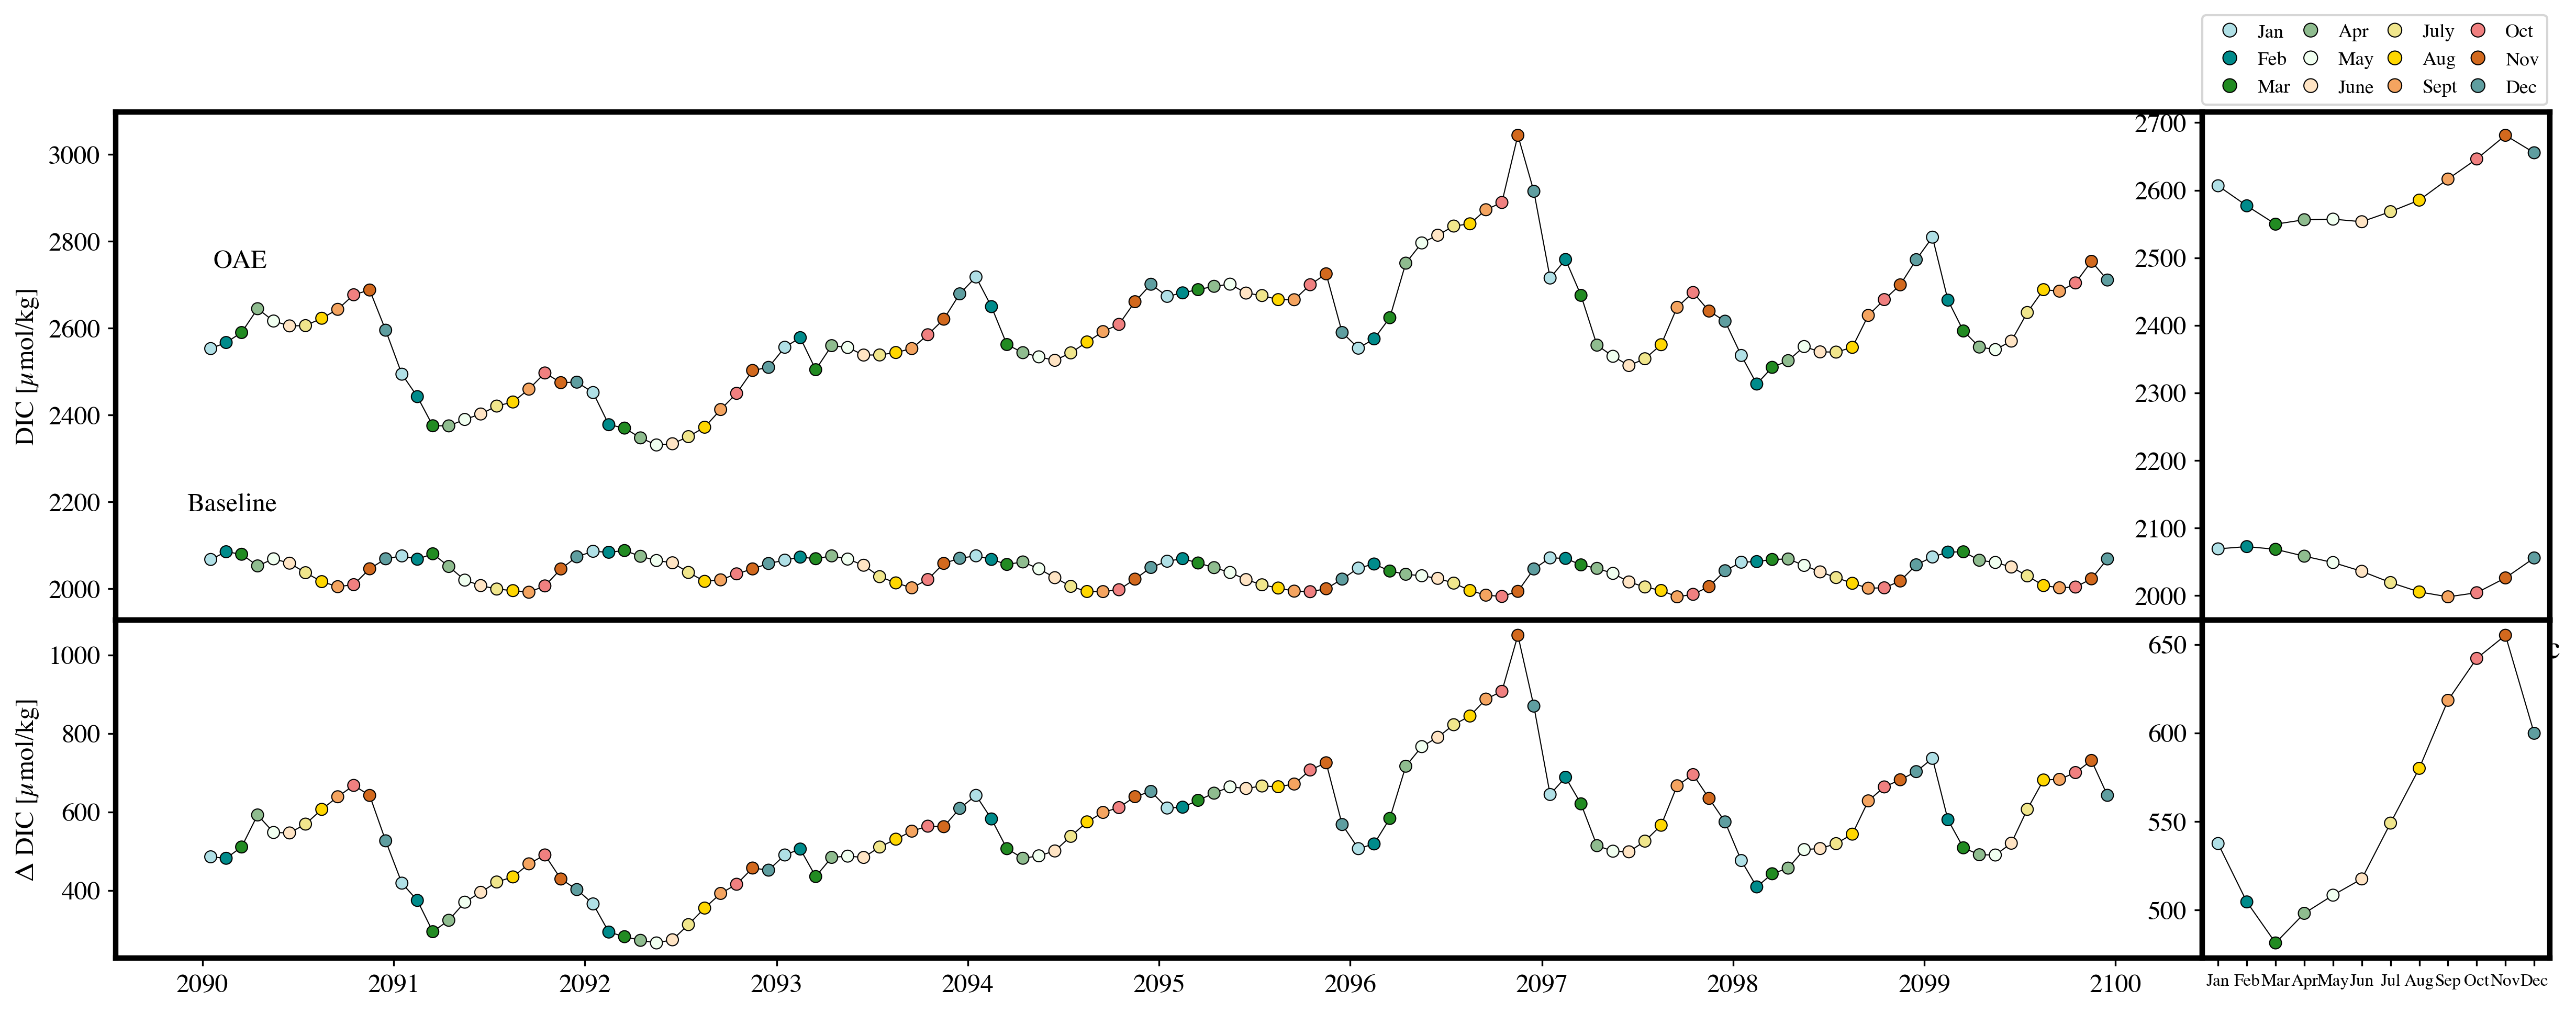 Jan Apr July Oct
Feb May Aug Nov
Mar June Sept Dec
DIC [μmol/kg]
3000
2800
2600
2400
2200
2000
OAE
Baseline
2700
2600
2500
2400
2300
2200
2100
2000
Δ DIC [μmol/kg]
1000
800
600
400
650
600
550
500
c
2090 2091 2092 2093 2094 2095 2096 2097 2098 2099 2100
Jan Feb Mar Apr May Jun Jul Aug Sep Oct Nov Dec